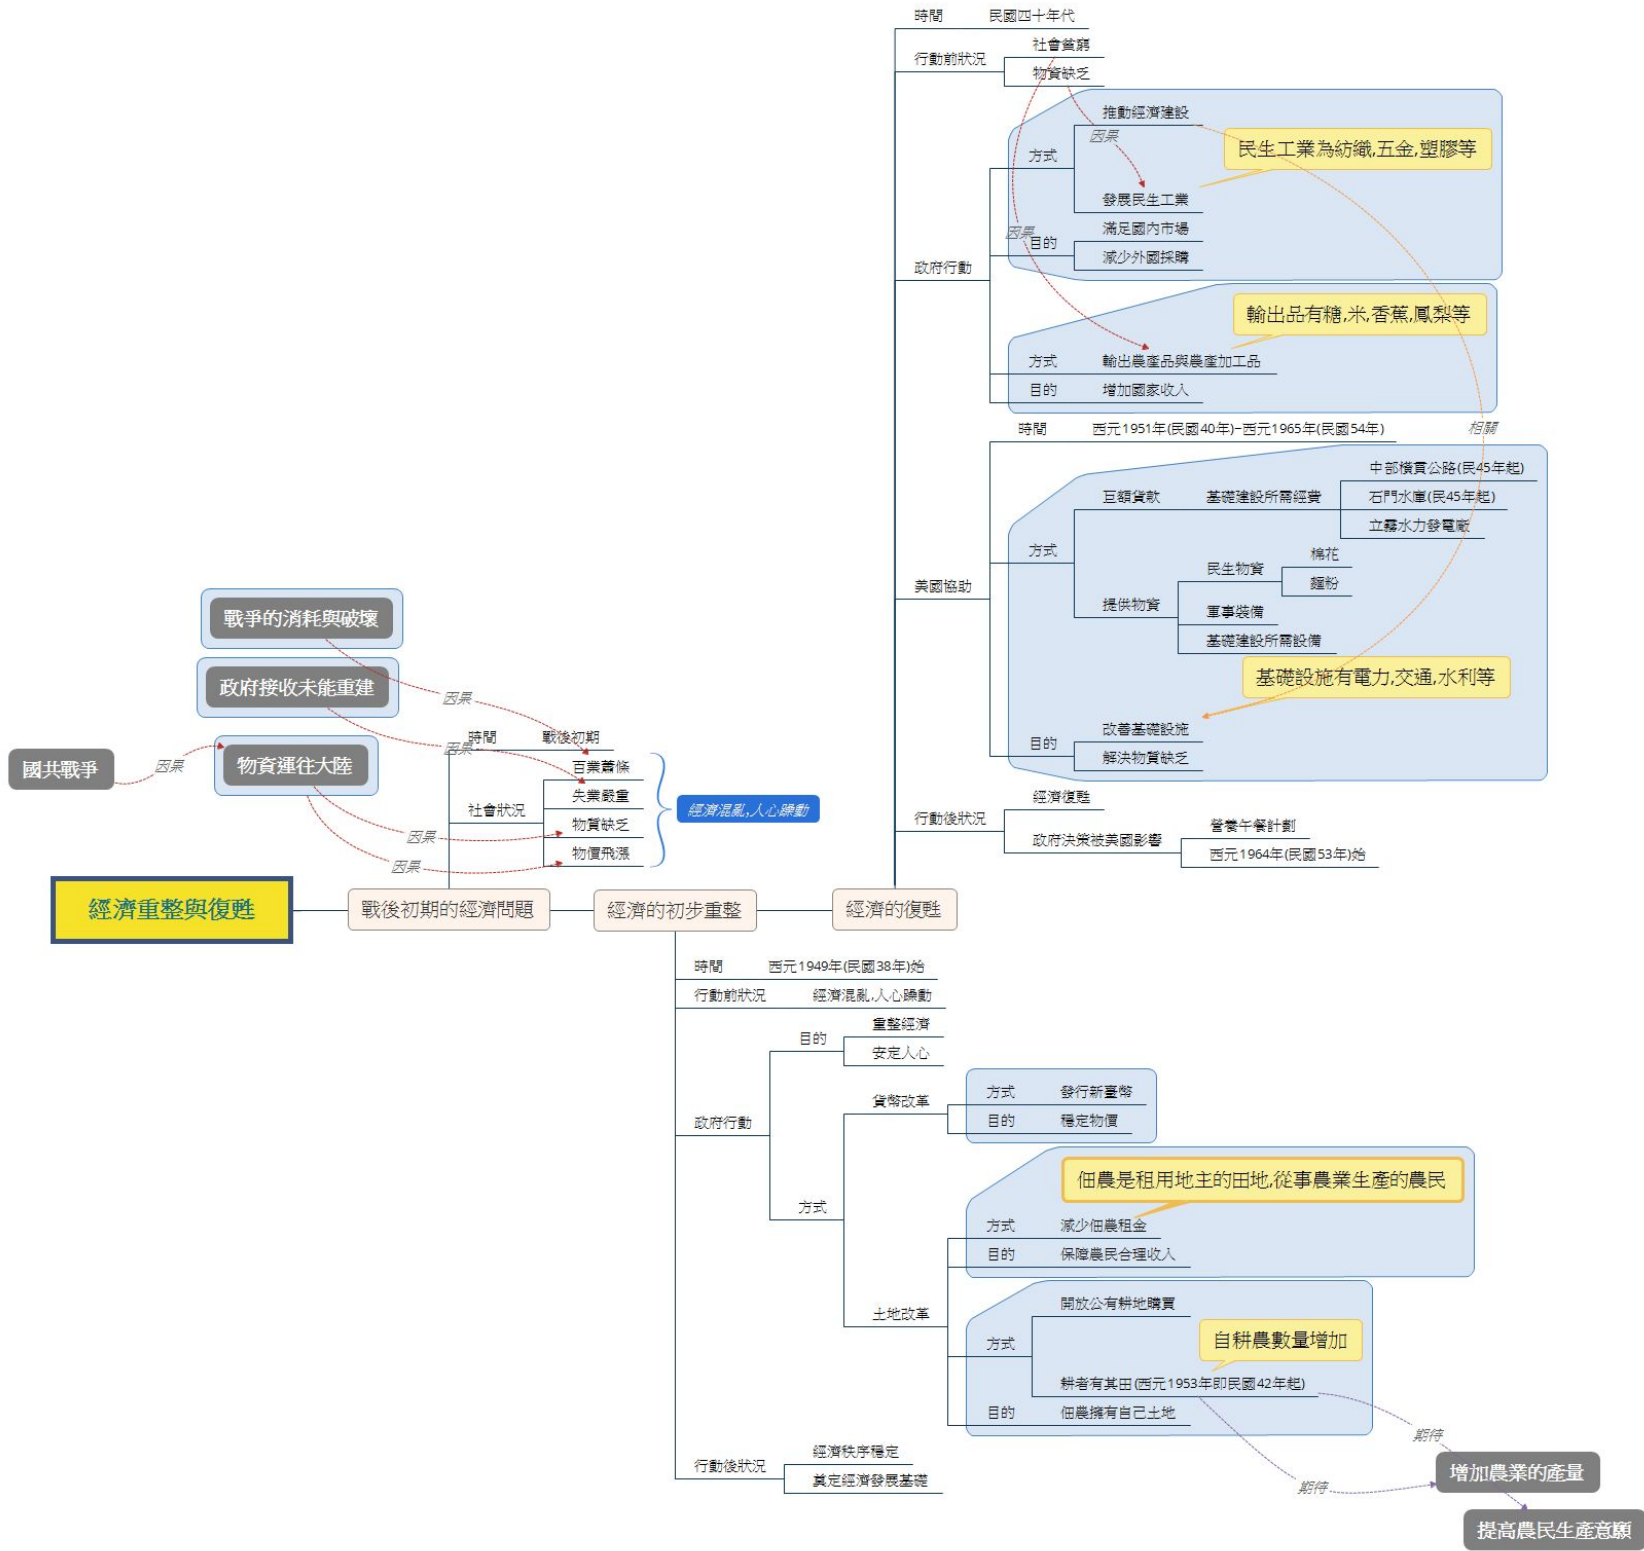 時間
民國四十年代
行動前狀況
社會貧窮
物資缺乏
政府行動
方式
推動經濟建設
因果
民生工業為紡織,五金,塑膠等
發展民生工業
因果
目的
滿足國內市場
減少外國採購
輸出品有糖,米,香蕉,鳳梨等
方式
輸出農產品與農產加工品
目的
增加國家收入
美國協助
時間
西元1951年(民國40年)-西元1965年(民國54年)
相關
方式
巨額貸款
基礎建設所需經費
中部橫貫公路(民45年起)
石門水庫(民45年起)
立霧水力發電廠
提供物資
民生物資
棉花
麵粉
軍事裝備
基礎建設所需設備
基礎設施有電力,交通,水利等
目的
改善基礎設施
解決物質缺乏
行動後狀況
經濟復甦
政府決策被美國影響
營養午餐計劃
西元1964年(民國53年)始
戰爭的消耗與破壞
政府接收未能重建
國共戰爭
因果
物資運往大陸
因果
因果
因果
因果
時間
戰後初期
社會狀況
百業蕭條
失業嚴重
物質缺乏
物價飛漲
經濟混亂,人心躁動
經濟重整與復甦
戰後初期的經濟問題
經濟的初步重整
經濟的復甦
時間
西元1949年(民國38年)始
行動前狀況
經濟混亂,人心躁動
政府行動
目的
重整經濟
安定人心
方式
貨幣改革
方式
發行新臺幣
目的
穩定物價
土地改革
佃農是租用地主的田地,從事農業生產的農民
方式
減少佃農租金
目的
保障農民合理收入
方式
開放公有耕地購買
自耕農數量增加
耕者有其田(西元1953年即民國42年起)
目的
佃農擁有自己土地
期待
期待
增加農業的產量
提高農民生產意願
行動後狀況
經濟秩序穩定
奠定經濟發展基礎